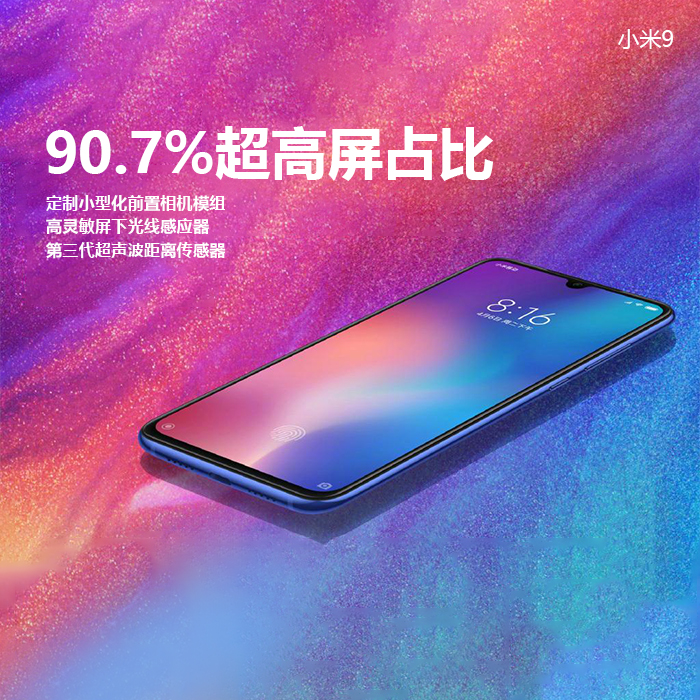 小米9
90.7%超高屏占比
定制小型化前置相机模组
高灵敏屏下光线感应器
第三代超声波距离传感器
8:16